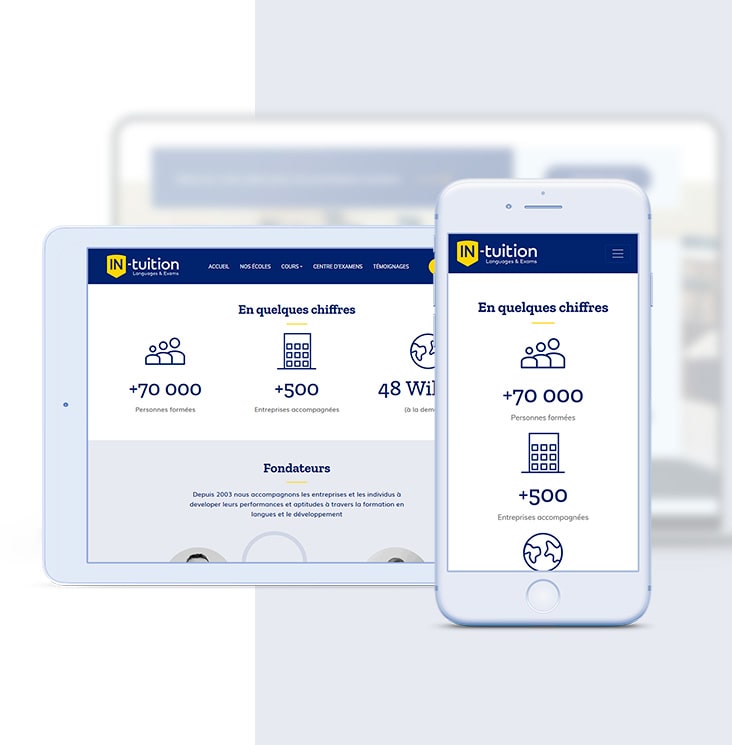 IN-tuition
Languages & Exams
ACCUEIL NOS ÉCOLES COURS CENTRE D'EXAMENS TÉMOIGNAGES
En quelques chiffres
+70 000
Personnes formées
+500
Entreprises accompagnées
48 Wil
(à la dem
Fondateurs
Depuis 2003 nous accompagnons les entreprises et les individus à
developer leurs performances et aptitudes à travers la formation en
langues et le développement
IN-tuition
Languages & Exams
En quelques chiffres
+70 000
Personnes formées
+500
Entreprises accompagnées